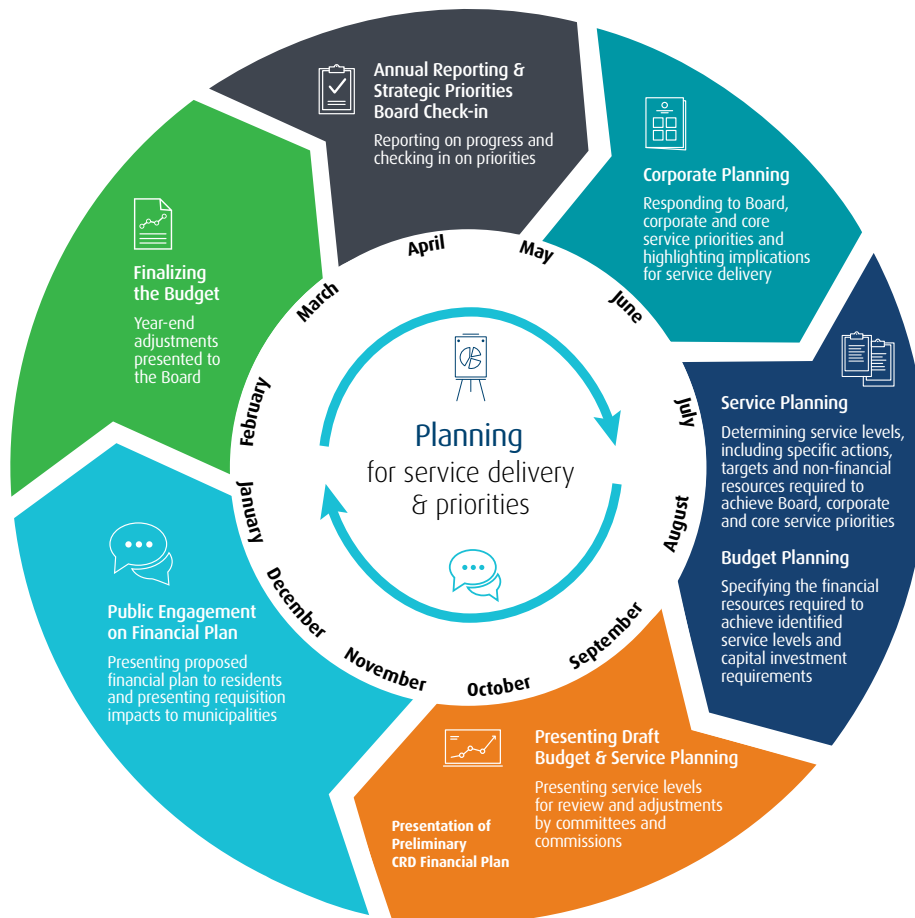 Annual Reporting &
Strategic Priorities
Board Check-in
Reporting on progress and
checking in on priorities
Corporate Planning
Responding to Board,
corporate and core
service priorities and
highlighting implications
for service delivery
Service Planning
Determining service levels,
including specific actions,
targets and non-financial
resources required to
achieve Board, corporate
and core service priorities
Budget Planning
Specifying the financial
resources required to
achieve identified
service levels and
capital investment
requirements
Presenting Draft
Budget & Service Planning
Presenting service levels
for review and adjustments
by committees and
commissions
Presentation of
Preliminary
CRD Financial Plan
Public Engagement
on Financial Plan
Presenting proposed
financial plan to residents
and presenting requisition
impacts to municipalities
Finalizing
the Budget
Year-end
adjustments
presented to
the Board
January
February
March
April
May
June
July
August
September
October
November
December
Planning
for service delivery
& priorities